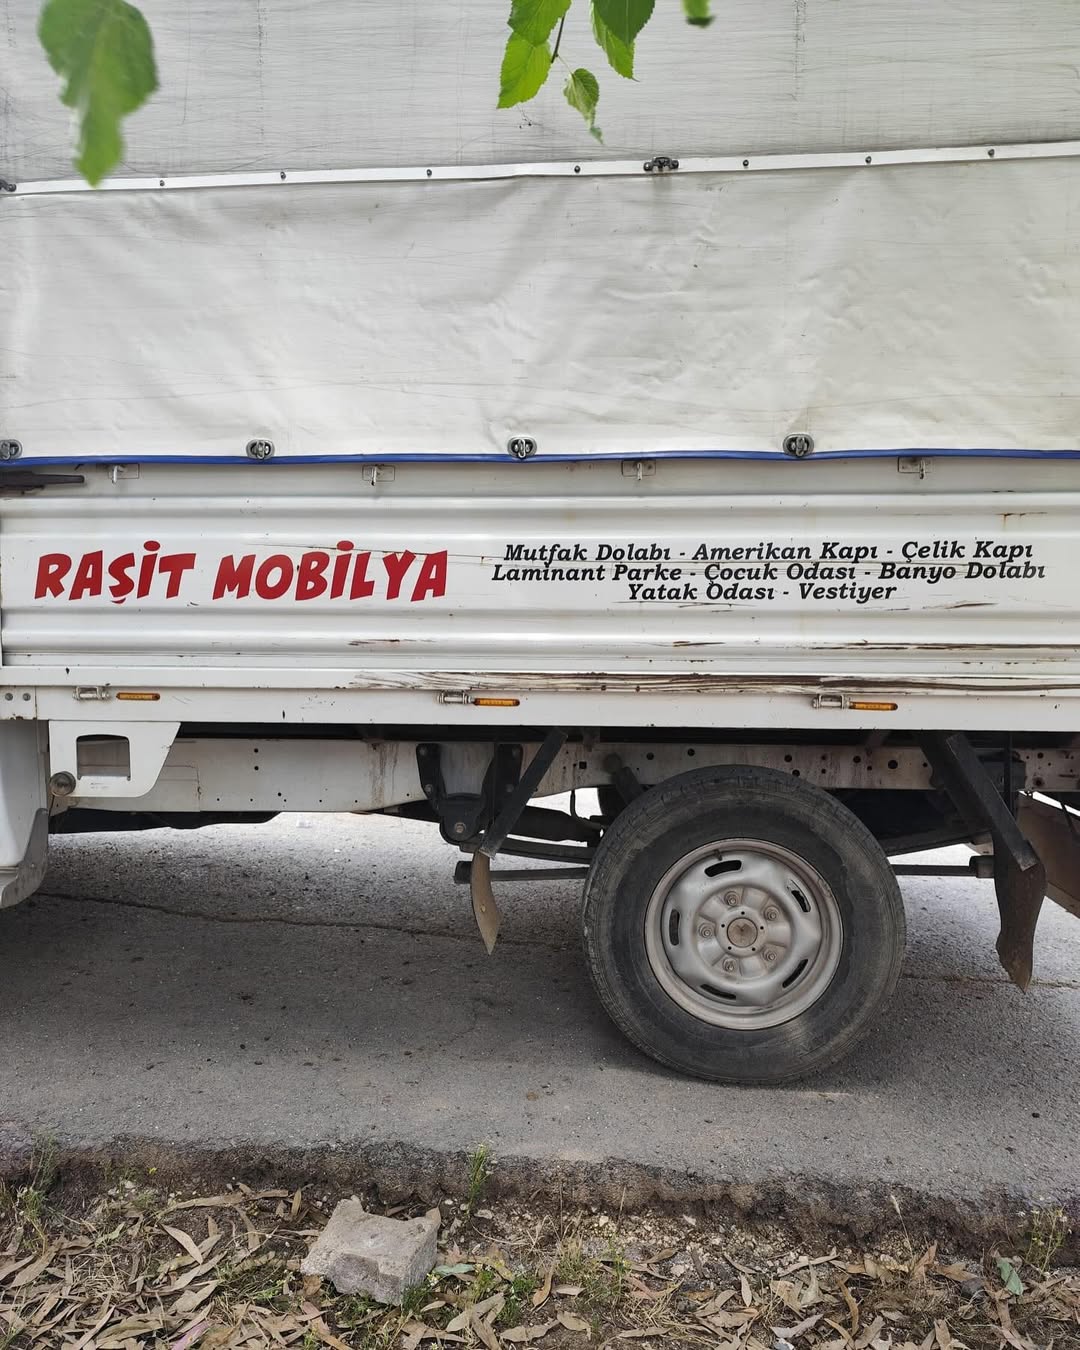 RAŞİT MOBİLYA
Mutfak Dolabı - Amerikan Kapı - Çelik Kapı
Laminant Parke - Çocuk Odası - Banyo Dolabı
Yatak Odası - Vestiyer